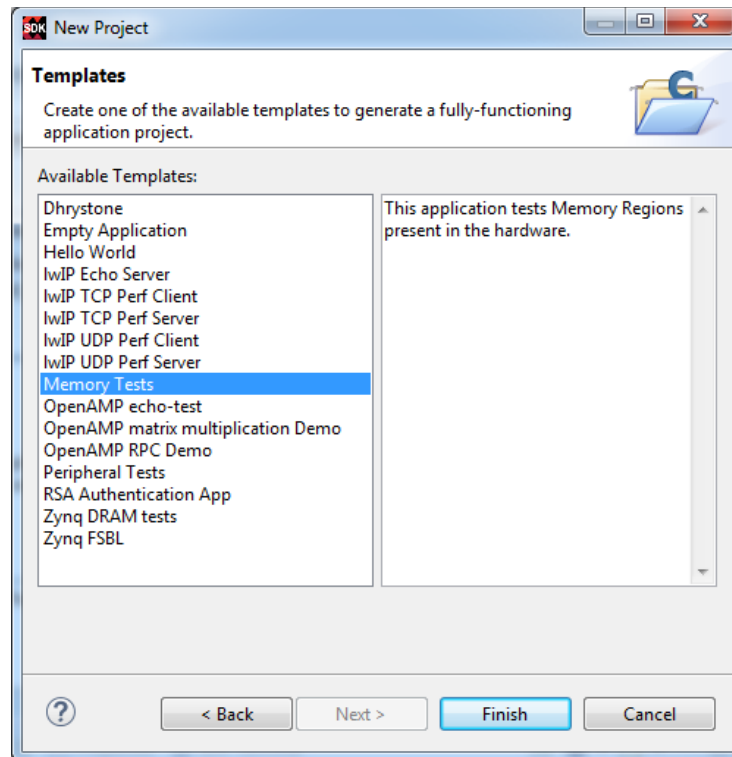 SDK New Project
Templates
Create one of the available templates to generate a fully-functioning
application project.
Available Templates:
Dhrystone
Empty Application
Hello World
lwIP Echo Server
lwIP TCP Perf Client
lwIP TCP Perf Server
lwIP UDP Perf Client
lwIP UDP Perf Server
Memory Tests
OpenAMP echo-test
OpenAMP matrix multiplication Demo
OpenAMP RPC Demo
Peripheral Tests
RSA Authentication App
Zynq DRAM tests
Zynq FSBL
This application tests Memory Regions
present in the hardware.
? < Back Next > Finish Cancel